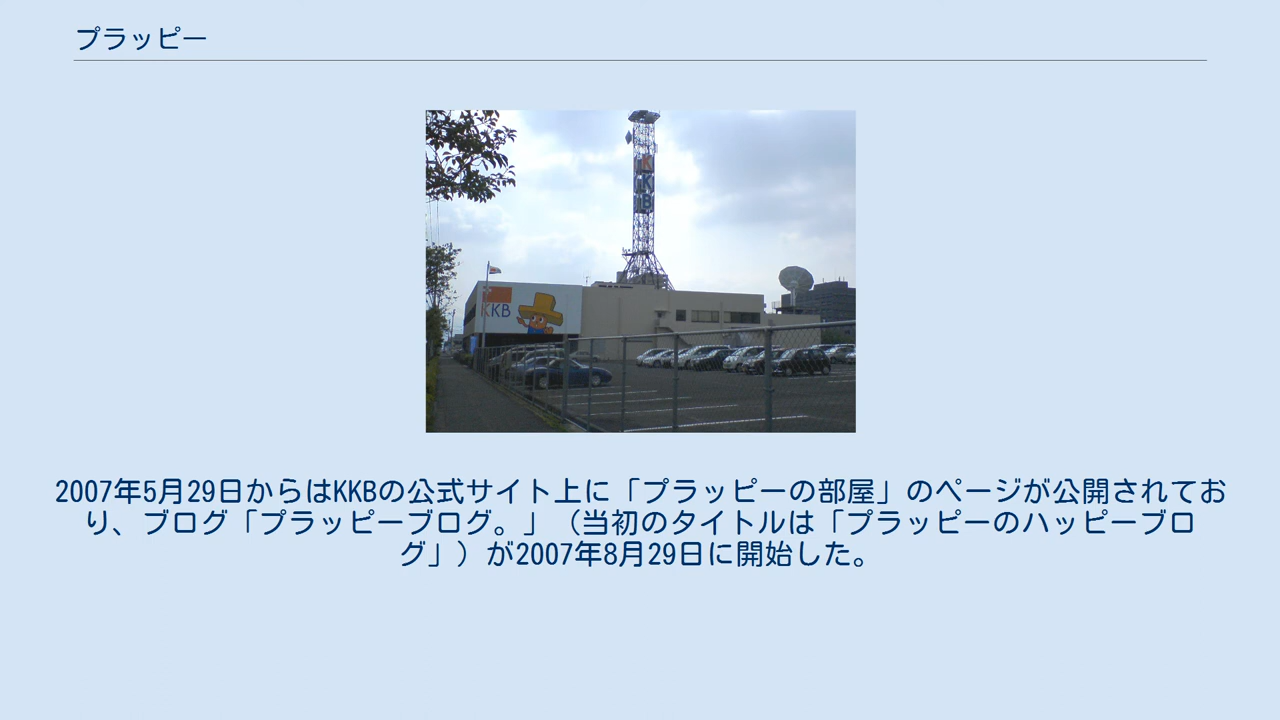 プラッピー
K
K
B
KKB
2007年5月29日からはKKBの公式サイト上に「プラッピーの部屋」のページが公開されてお
り、ブログ「プラッピーブログ。」（当初のタイトルは「プラッピーのハッピーブロ
グ」）が2007年8月29日に開始した。